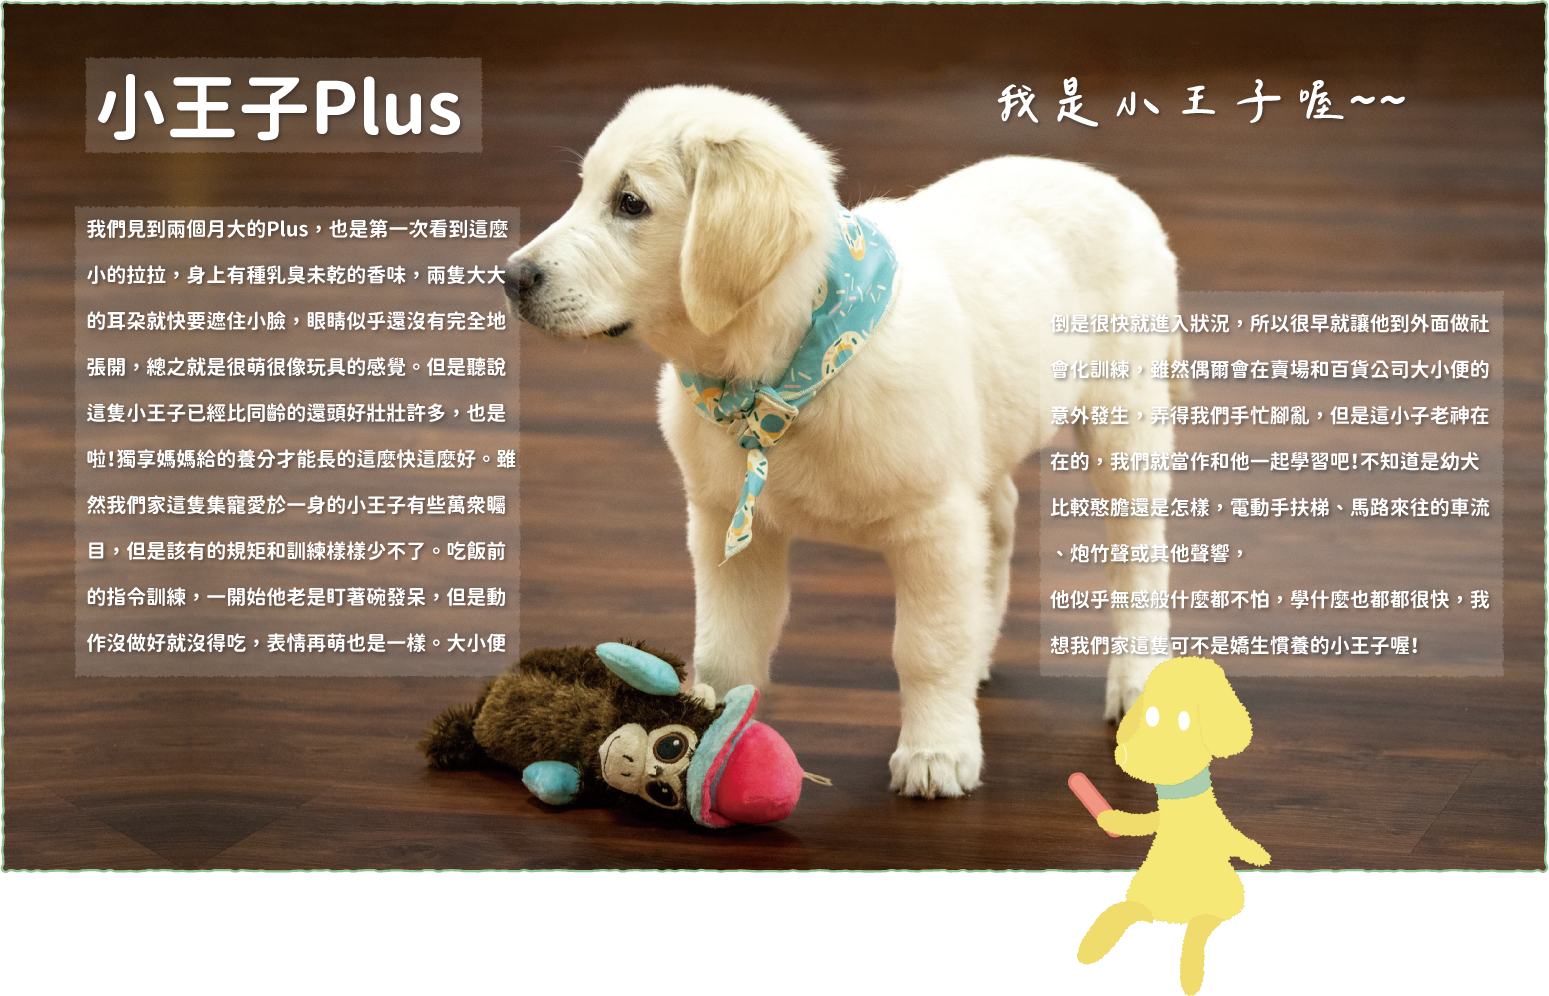 小王子Plus
我是小王子喔~~
我們見到兩個月大的Plus，也是第一次看到這麼
小的拉拉，身上有種乳臭未乾的香味，兩隻大大
的耳朵就快要遮住小臉，眼睛似乎還沒有完全地
張開，總之就是很萌很像玩具的感覺。但是聽說
這隻小王子已經比同齡的還頭好壯壯許多，也是
啦！獨享媽媽給的養分才能長的這麼快這麼好。雖
然我們家這隻集寵愛於一身的小王子有些萬衆矚
目，但是該有的規矩和訓練樣樣少不了。吃飯前
的指令訓練，一開始他老是盯著碗發呆，但是動
作沒做好就沒得吃，表情再萌也是一樣。大小便
倒是很快就進入狀況，所以很早就讓他到外面做社
會化訓練，雖然偶爾會在賣場和百貨公司大小便的
意外發生，弄得我們手忙腳亂，但是這小子老神在
在的，我們就當作和他一起學習吧！不知道是幼犬
比較憨膽還是怎樣，電動手扶梯、馬路來往的車流
、炮竹聲或其他聲響，
他似乎無感般什麼都不怕，學什麼也都都很快，我
想我們家這隻可不是嬌生慣養的小王子喔！